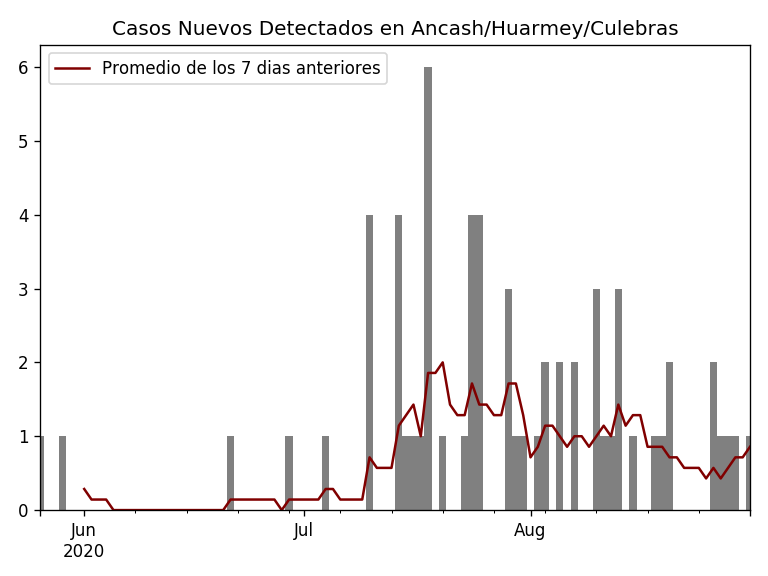 Casos Nuevos Detectados en Ancash/Huarmey/Culebras
Promedio de los 7 dias anteriores
6
5
4
3
2
1
0
Jun
2020
Jul
Aug